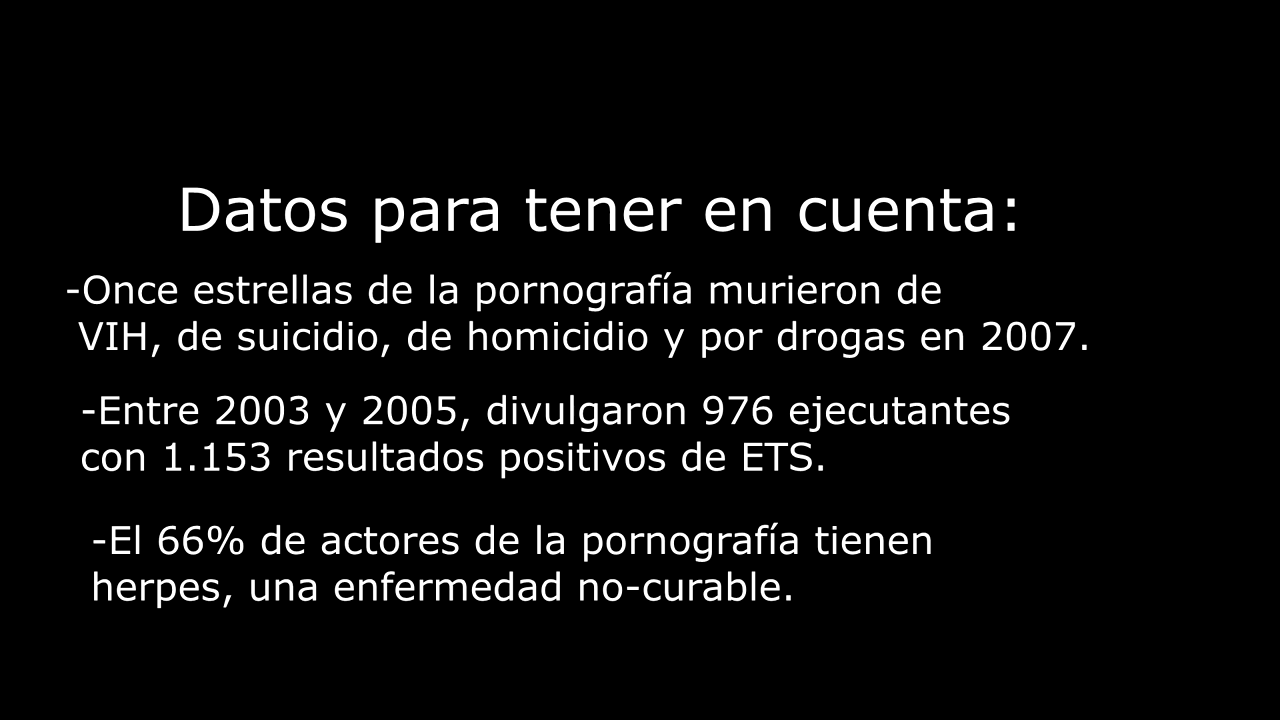 Datos para tener en cuenta:
-Once estrellas de la pornografía murieron de
VIH, de suicidio, de homicidio y por drogas en 2007.
-Entre 2003 y 2005, divulgaron 976 ejecutantes
con 1.153 resultados positivos de ETS.
-El 66% de actores de la pornografía tienen
herpes, una enfermedad no-curable.